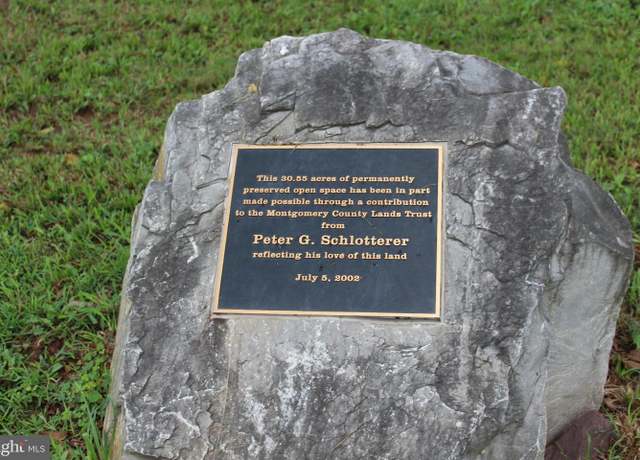 This 30.55 acres of permanently
preserved open space has been in part
made possible through a contribution
to the Montgomery County Lands Trust
from
Peter G. Schlotterer
reflecting his love of this land
July 5, 2002
ght MLS